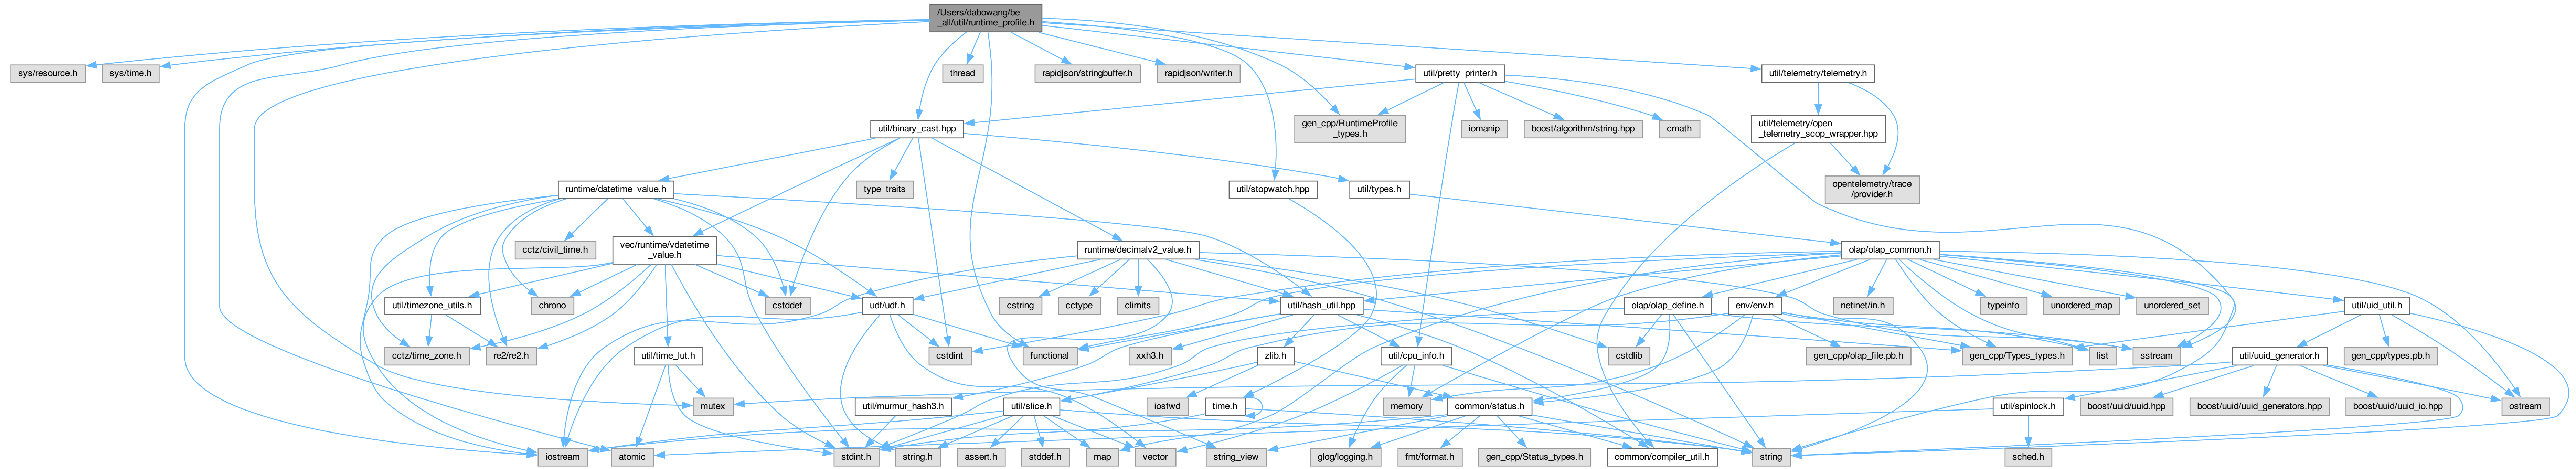 /Users/dabowang/be
_all/util/runtime_profile.h
sys/resource.h
sys/time.h
thread
rapidjson/stringbuffer.h
rapidjson/writer.h
util/pretty_printer.h
util/telemetry/telemetry.h
util/binary_cast.hpp
gen_cpp/RuntimeProfile
_types.h
iomanip
boost/algorithm/string.hpp
cmath
util/telemetry/open
_telemetry_scop_wrapper.hpp
runtime/datetime_value.h
type_traits
util/stopwatch.hpp
util/types.h
opentelemetry/trace
/provider.h
cctz/civil_time.h
vec/runtime/vdatetime
_value.h
runtime/decimalv2_value.h
olap/olap_common.h
util/timezone_utils.h
chrono
cstddef
udf/udf.h
cstring
cctype
climits
util/hash_util.hpp
olap/olap_define.h
env/env.h
netinet/in.h
typeinfo
unordered_map
unordered_set
util/uid_util.h
cctz/time_zone.h
re2/re2.h
util/time_lut.h
cstdint
functional
xxh3.h
zlib.h
util/cpu_info.h
cstdlib
gen_cpp/olap_file.pb.h
gen_cpp/Types_types.h
list
sstream
util/uuid_generator.h
gen_cpp/types.pb.h
mutex
util/murmur_hash3.h
util/slice.h
iosfwd
time.h
memory
common/status.h
util/spinlock.h
boost/uuid/uuid.hpp
boost/uuid/uuid_generators.hpp
boost/uuid/uuid_io.hpp
ostream
iostream
atomic
stdint.h
string.h
assert.h
stddef.h
map
vector
string_view
glog/logging.h
fmt/format.h
gen_cpp/Status_types.h
common/compiler_util.h
string
sched.h